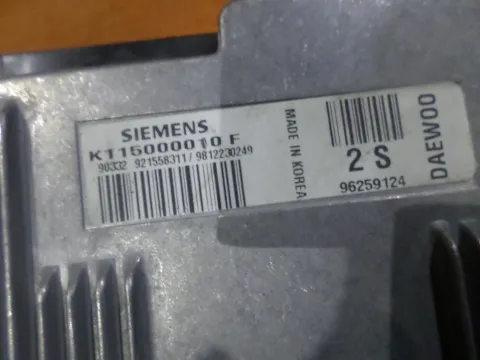 SIEMENS
K115000010 F
90332 921558311/9812230249
MADE IN KOREA
2 S
96259124
DAEWOO